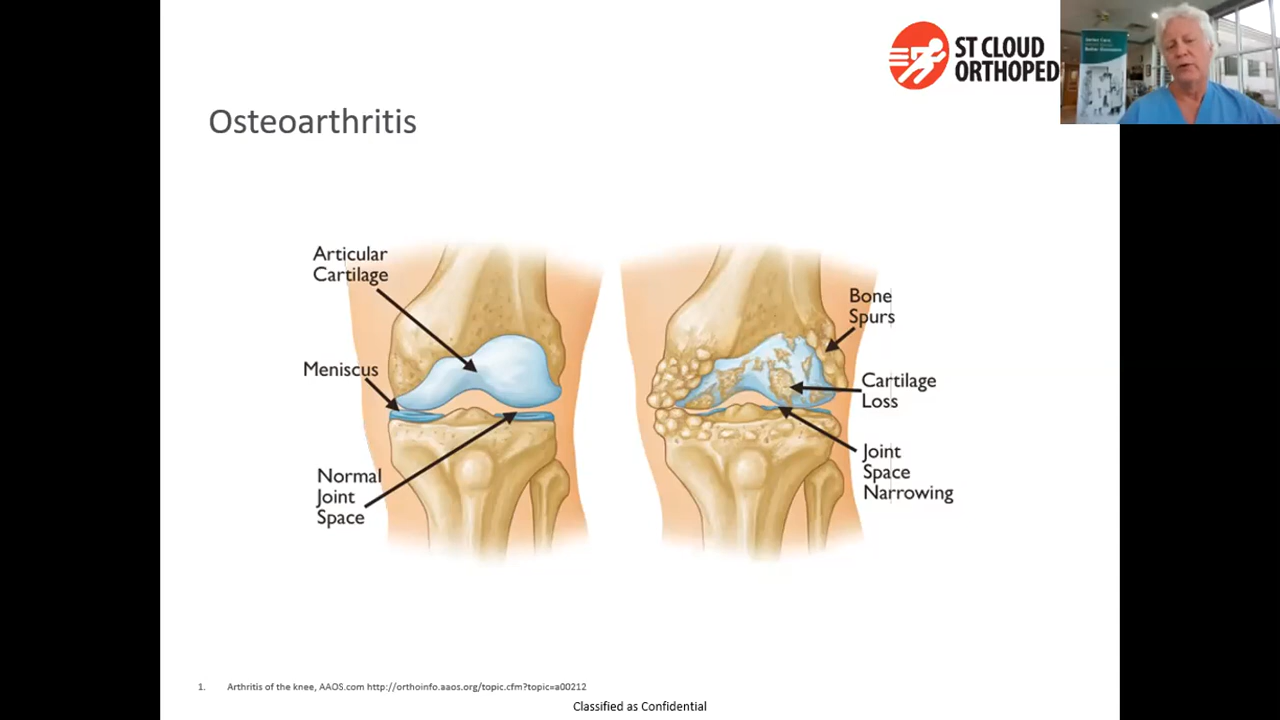 ST CLOUD
ORTHOPED
Osteoarthritis
Articular
Cartilage
Meniscus
Normal
Joint
Space
Bone
Spurs
Cartilage
Loss
Joint
Space
Narrowing
1. Arthritis of the knee, AAOS.com http://orthoinfo.aaos.org/topic.cfm?topic=a00212
Classified as Confidential